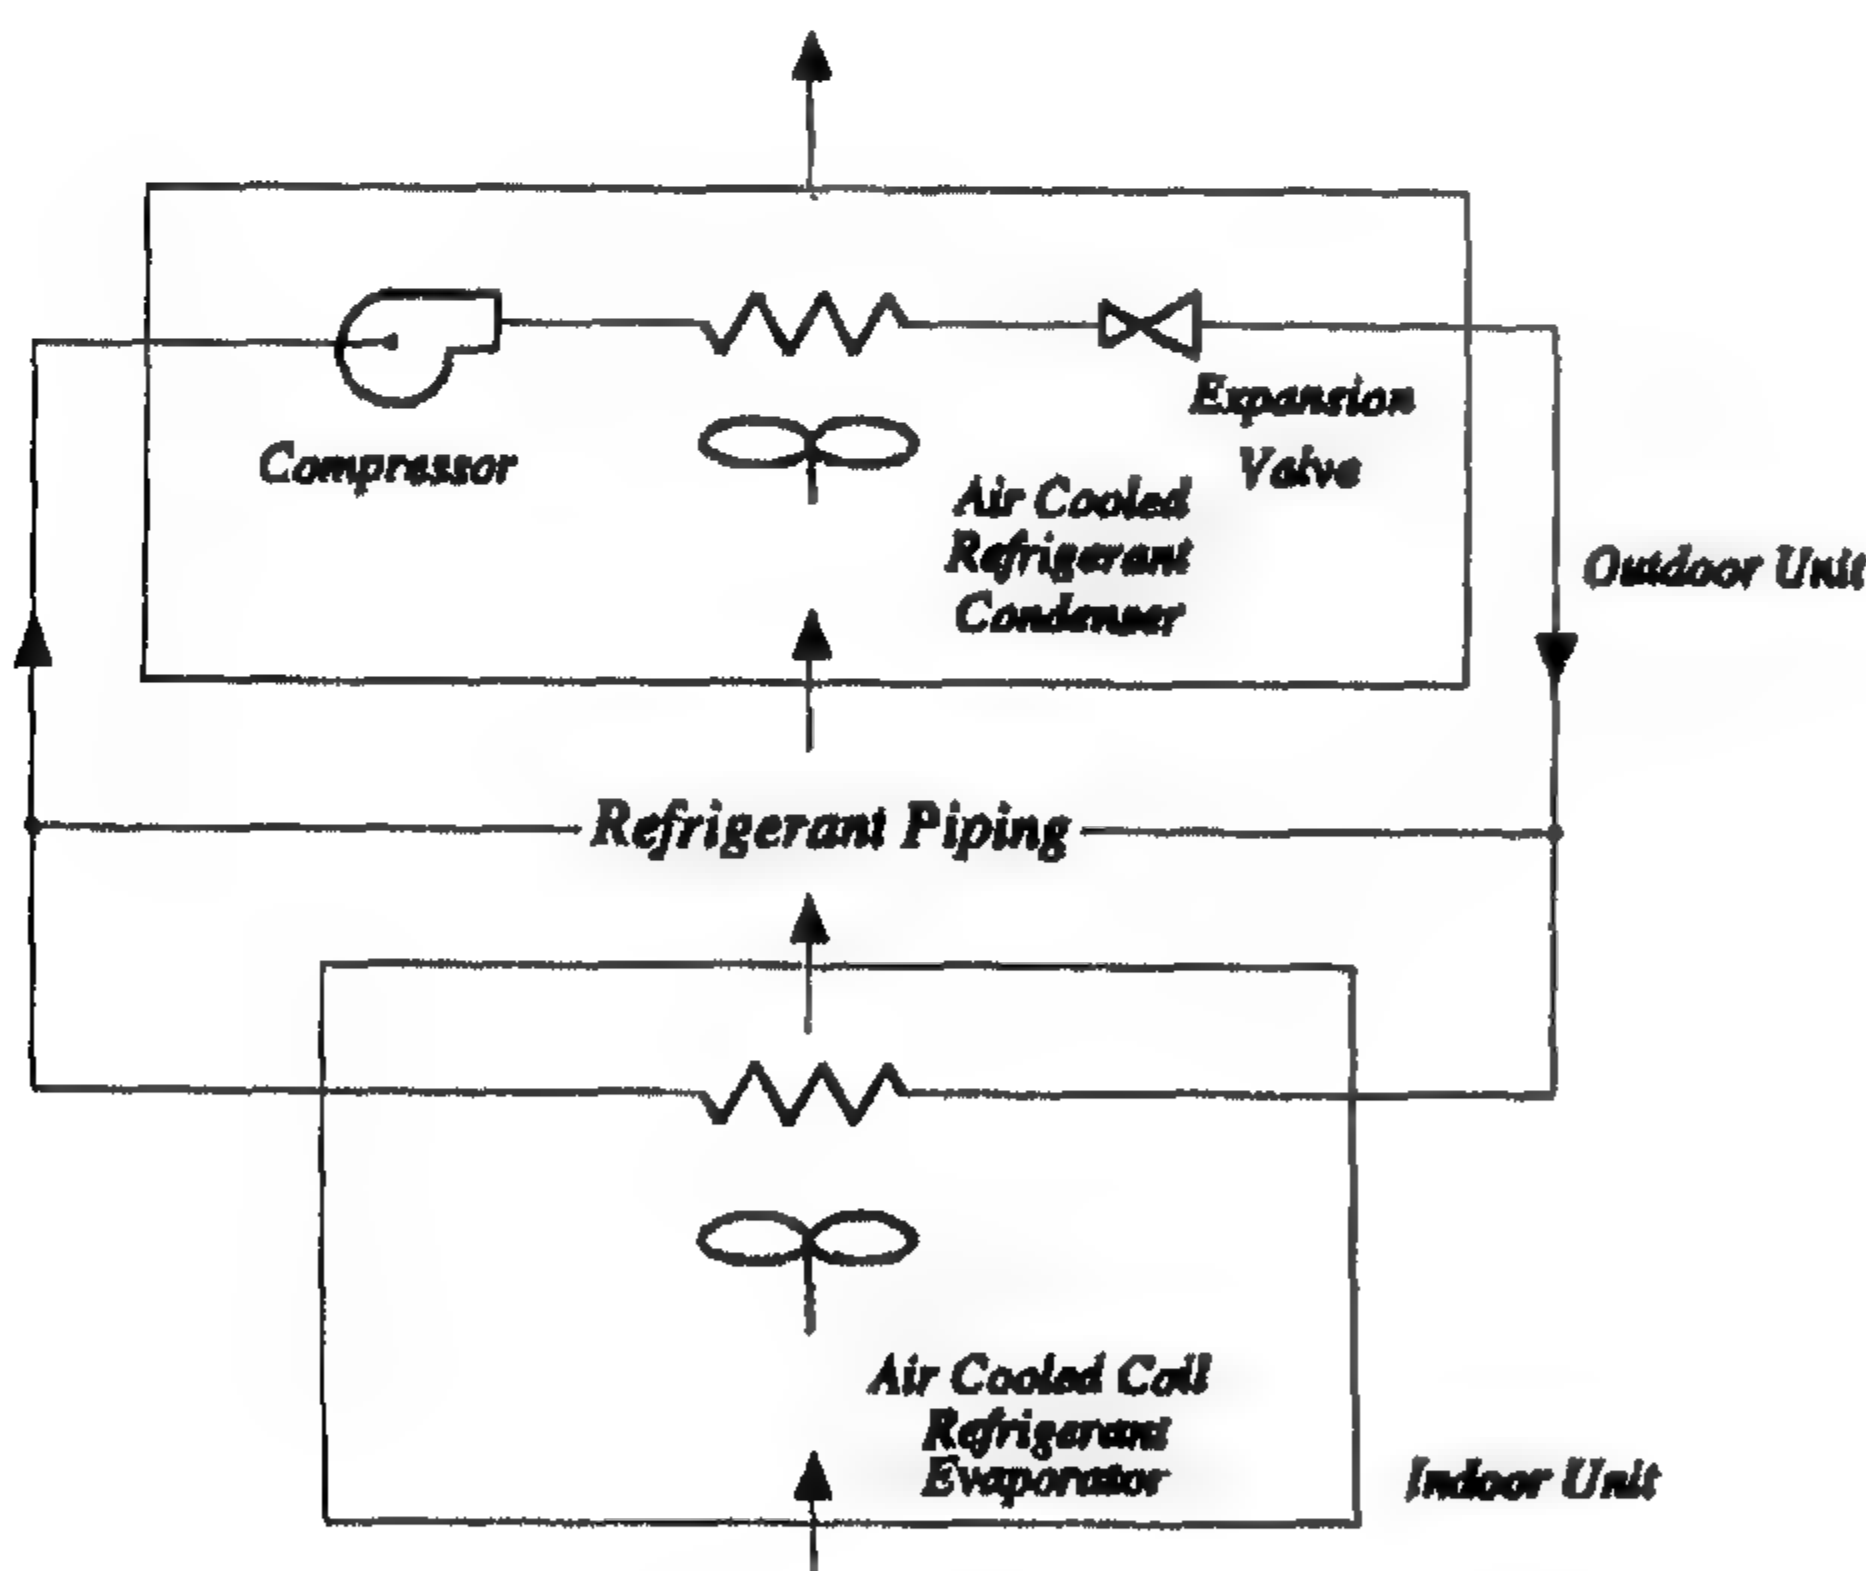 Compressor
Expansion
Valve
Air Cooled
Refrigerant
Condenser
Outdoor Unit
Refrigerant Piping
Air Cooled Coil
Refrigerant
Evaporator
Indoor Unit